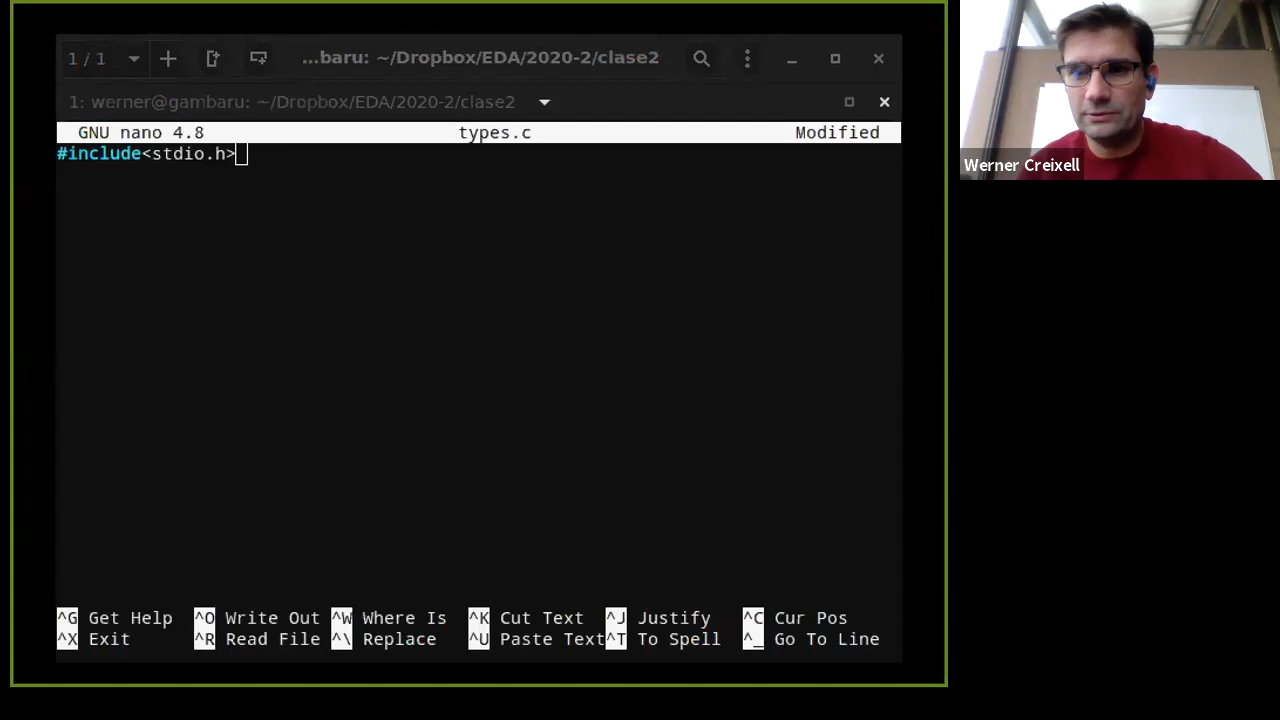 1 / 1 ...baru: ~/Dropbox/EDA/2020-2/clase2
1: werner@gambaru: ~/Dropbox/EDA/2020-2/clase2
GNU nano 4.8 types.c Modified
#include<stdio.h>
^G Get Help ^O Write Out ^W Where Is ^K Cut Text ^J Justify ^C Cur Pos
^X Exit ^R Read File ^\ Replace ^U Paste Text ^T To Spell ^_ Go To Line
Werner Creixell